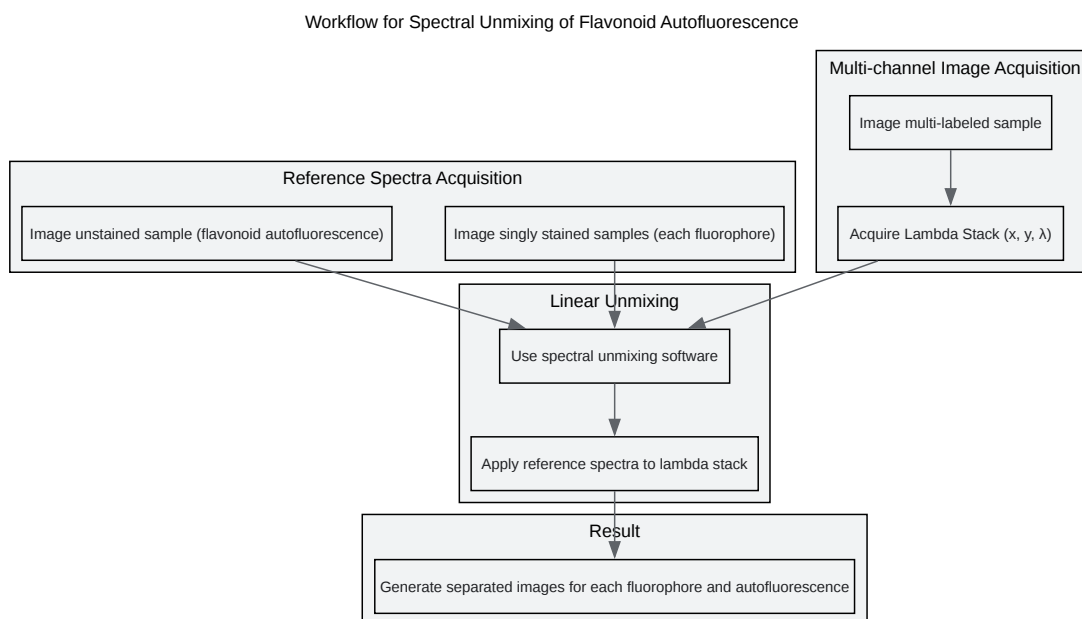 Workflow for Spectral Unmixing of Flavonoid Autofluorescence
Multi-channel Image Acquisition
Image multi-labeled sample
Acquire Lambda Stack (x, y, λ)
Reference Spectra Acquisition
Image unstained sample (flavonoid autofluorescence)
Image singly stained samples (each fluorophore)
Linear Unmixing
Use spectral unmixing software
Apply reference spectra to lambda stack
Result
Generate separated images for each fluorophore and autofluorescence